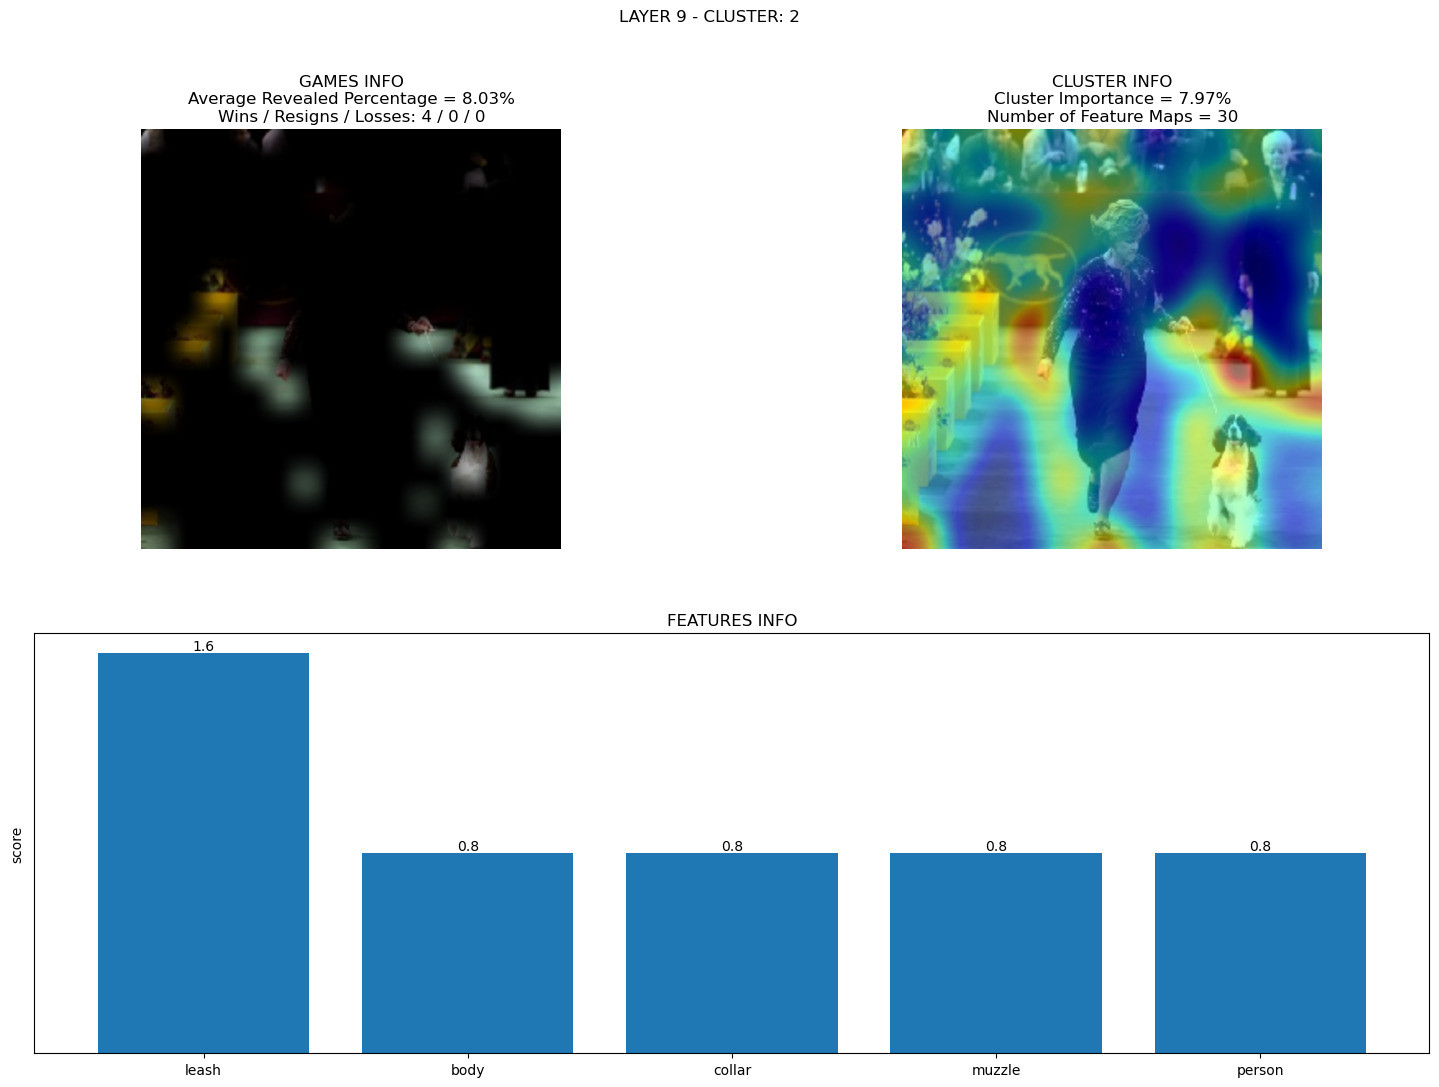 LAYER 9 - CLUSTER: 2
GAMES INFO
Average Revealed Percentage = 8.03%
Wins / Resigns / Losses: 4 / 0 / 0
CLUSTER INFO
Cluster Importance = 7.97%
Number of Feature Maps = 30
FEATURES INFO
score
1.6
0.8
0.8
0.8
0.8
leash
body
collar
muzzle
person